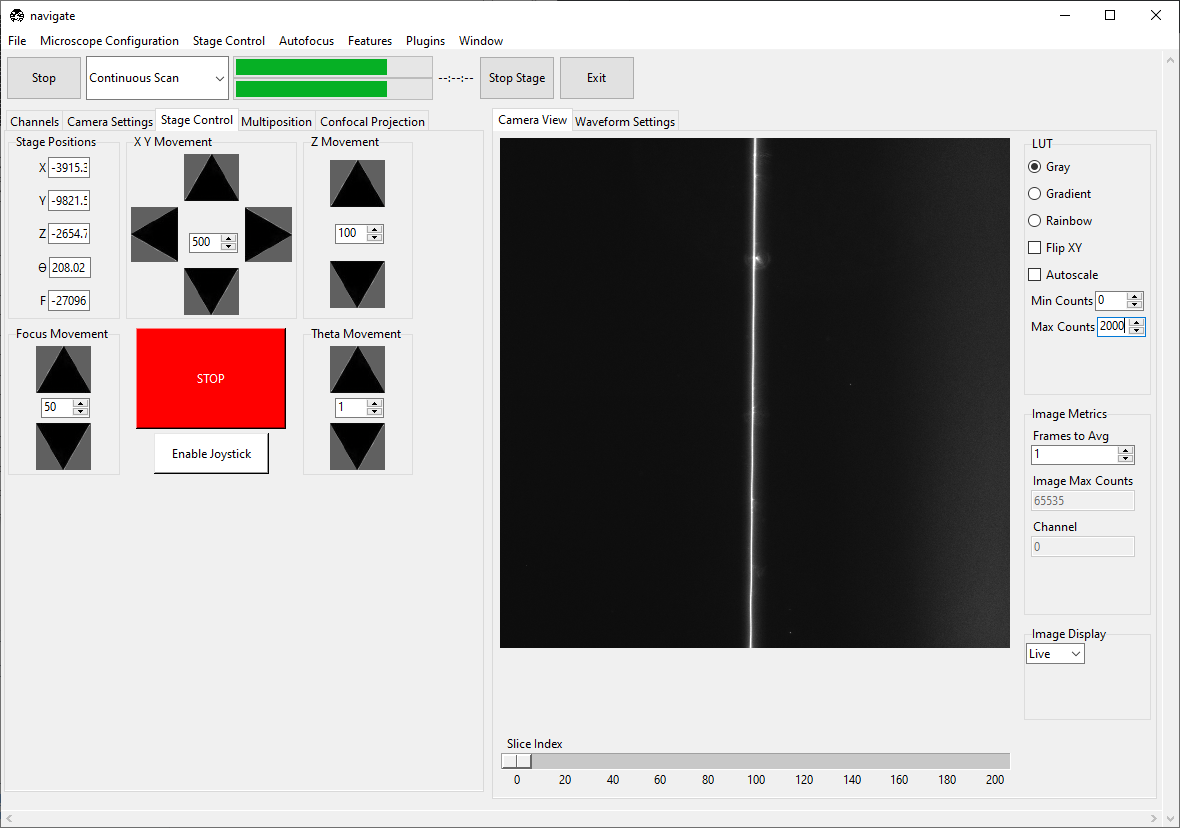 navigate
File Microscope Configuration Stage Control Autofocus Features Plugins Window
Stop Continuous Scan --:--:-- Stop Stage Exit
Channels Camera Settings Stage Control Multiposition Confocal Projection
Stage Positions X Y Movement Z Movement
X -3915.3
Y -9821.5
Z -2654.7
Θ 208.02
F -27096
500
100
Focus Movement Theta Movement
50
STOP
1
Enable Joystick
Camera View Waveform Settings
LUT
Gray
Gradient
Rainbow
Flip XY
Autoscale
Min Counts 0
Max Counts 2000
Image Metrics
Frames to Avg
1
Image Max Counts
65535
Channel
0
Image Display
Live
Slice Index
0 20 40 60 80 100 120 140 160 180 200